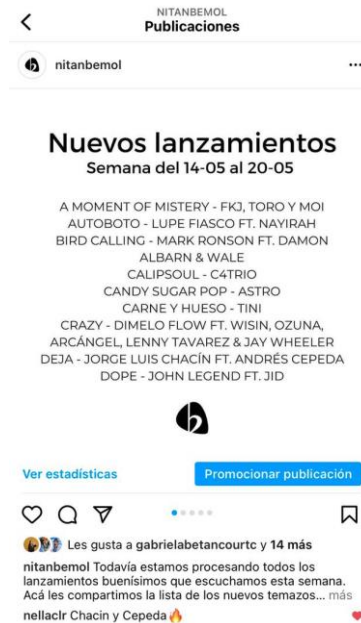 NITANBEMOL
Publicaciones
nitanbemol
Nuevos lanzamientos
Semana del 14-05 al 20-05
A MOMENT OF MISTERY - FKJ, TORO Y MOI
AUTOBOTO - LUPE FIASCO FT. NAYIRAH
BIRD CALLING - MARK RONSON FT. DAMON
ALBARN & WALE
CALIPSOUL - C4TRIO
CANDY SUGAR POP - ASTRO
CARNE Y HUESO - TINI
CRAZY - DIMELO FLOW FT. WISIN, OZUNA,
ARCÁNGEL, LENNY TAVAREZ & JAY WHEELER
DEJA - JORGE LUIS CHACÍN FT. ANDRÉS CEPEDA
DOPE - JOHN LEGEND FT. JID
Ver estadísticas
Promocionar publicación
Les gusta a gabrielabetancourtc y 14 más
nitanbemol Todavía estamos procesando todos los
lanzamientos buenísimos que escuchamos esta semana.
Acá les compartimos la lista de los nuevos temazos... más
nellaclr Chacin y Cepeda🔥